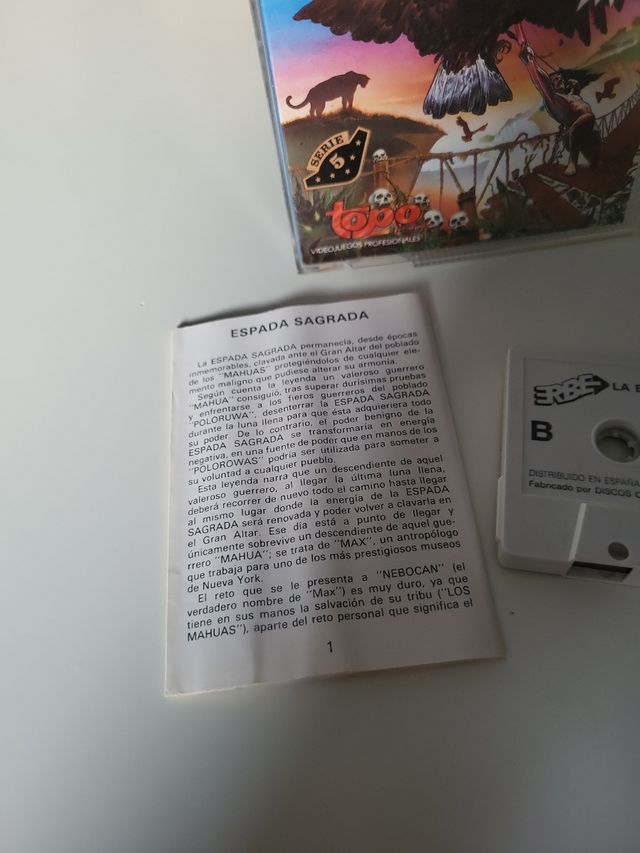 SERIE
5
topo
VIDEOJUEGOS PROFESIONALES
ESPADA SAGRADA
La ESPADA SAGRADA permanecía, desde épocas
inmemorables, clavada ante el Gran Altar del poblado
de los "MAHUAS" protegiéndolos de cualquier ele-
mento maligno que pudiese alterar su armonía.
Según cuenta la leyenda un valeroso guerrero
"MAHUA" consiguió, tras superar durísimas pruebas
y enfrentarse a los fieros guerreros del poblado
"POLORUWA", desenterrar la ESPADA SAGRADA
durante la luna llena para que ésta adquiriera todo
su poder. De lo contrario, el poder benigno de la
ESPADA SAGRADA se transformaría en energía
negativa, en una fuente de poder que en manos de los
"POLOROWAS" podría ser utilizada para someter a
su voluntad a cualquier pueblo.
Esta leyenda narra que un descendiente de aquel
valeroso guerrero, al llegar la última luna llena,
deberá recorrer de nuevo todo el camino hasta llegar
al mismo lugar donde la energía de la ESPADA
SAGRADA será renovada y poder volver a clavarla en
el Gran Altar. Ese día está a punto de llegar y
únicamente sobrevive un descendiente de aquel gue-
rrero "MAHUA"; se trata de "MAX", un antropólogo
que trabaja para uno de los más prestigiosos museos
de Nueva York.
El reto que se le presenta a "NEBOCAN" (el
verdadero nombre de "Max") es muy duro, ya que
tiene en sus manos la salvación de su tribu ("LOS
MAHUAS"), aparte del reto personal que significa el
1
ERBE LA E
B
DISTRIBUIDO EN ESPAÑA
Fabricado por DISCOS